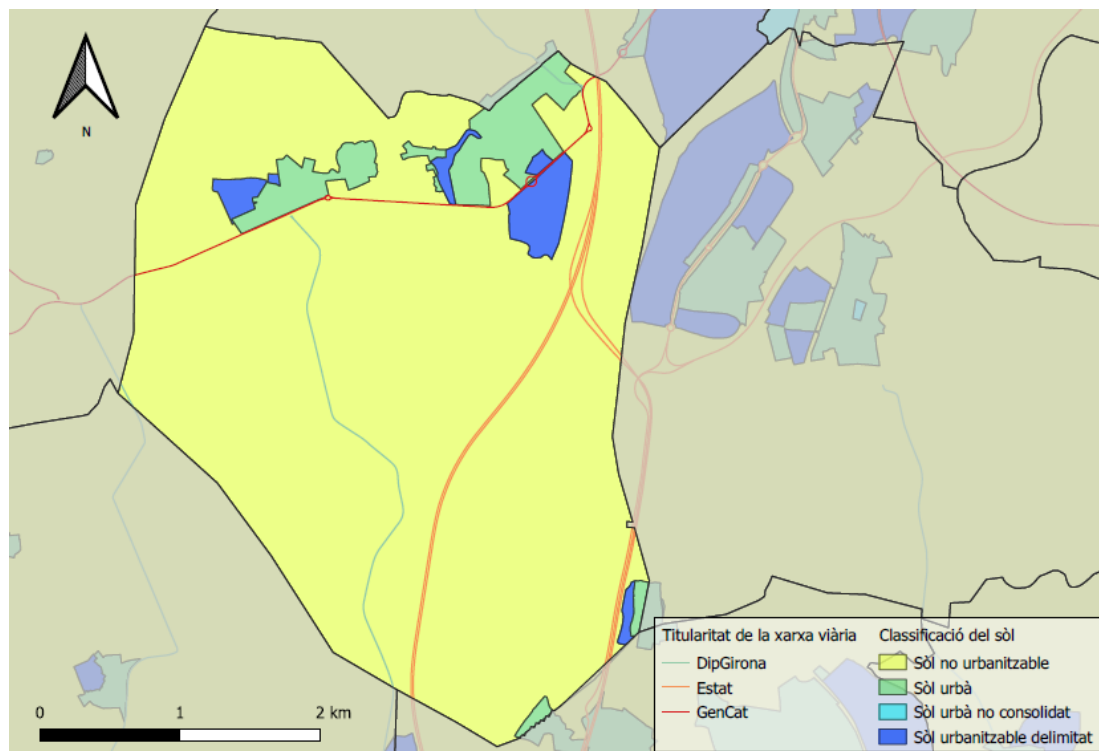 N
Titularitat de la xarxa viària
DipGirona
Estat
GenCat
Classificació del sòl
Sòl no urbanitzable
Sòl urbà
Sòl urbà no consolidat
Sòl urbanitzable delimitat
0 1 2 km